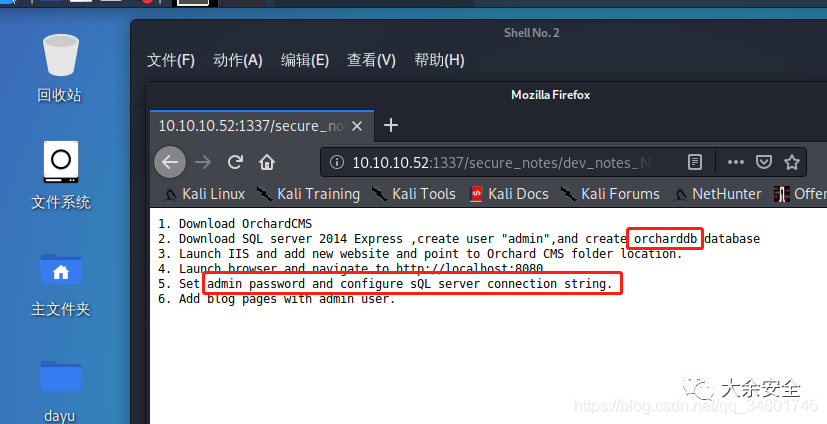 Shell No. 2
文件(F) 动作(A) 编辑(E) 查看(V) 帮助(H)
回收站
文件系统
主文件夹
dayu
Mozilla Firefox
10.10.10.52:1337/secure_no
10.10.10.52:1337/secure_notes/dev_notes_N
Kali Linux Kali Training Kali Tools Kali Docs Kali Forums NetHunter Offen
1. Download OrchardCMS
2. Download SQL server 2014 Express ,create user "admin",and create orcharddb database
3. Launch IIS and add new website and point to Orchard CMS folder location.
4. Launch browser and navigate to http://localhost:8080
5. Set admin password and configure sQL server connection string.
6. Add blog pages with admin user.
大余安全
https://blog.csdn.net/qq_34801745